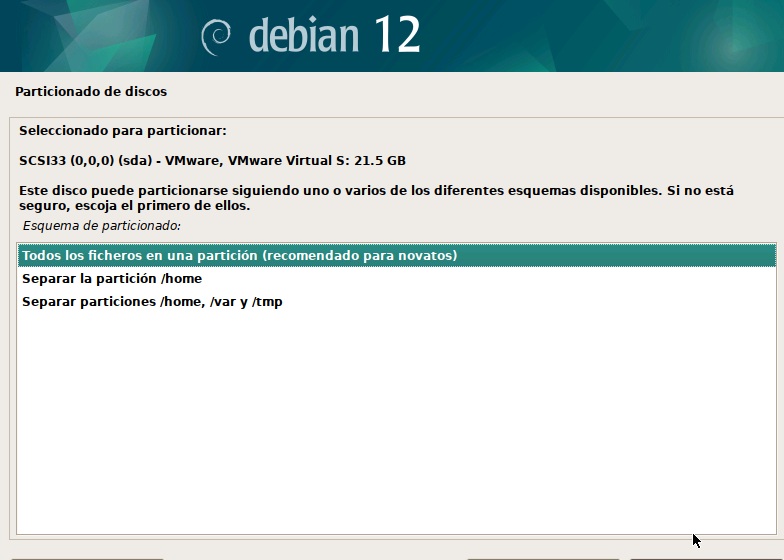 debian 12
Particionado de discos
Seleccionado para particionar:
SCSI33 (0,0,0) (sda) - VMware, VMware Virtual S: 21.5 GB
Este disco puede particionarse siguiendo uno o varios de los diferentes esquemas disponibles. Si no está
seguro, escoja el primero de ellos.
Esquema de particionado:
Todos los ficheros en una partición (recomendado para novatos)
Separar la partición /home
Separar particiones /home, /var y /tmp